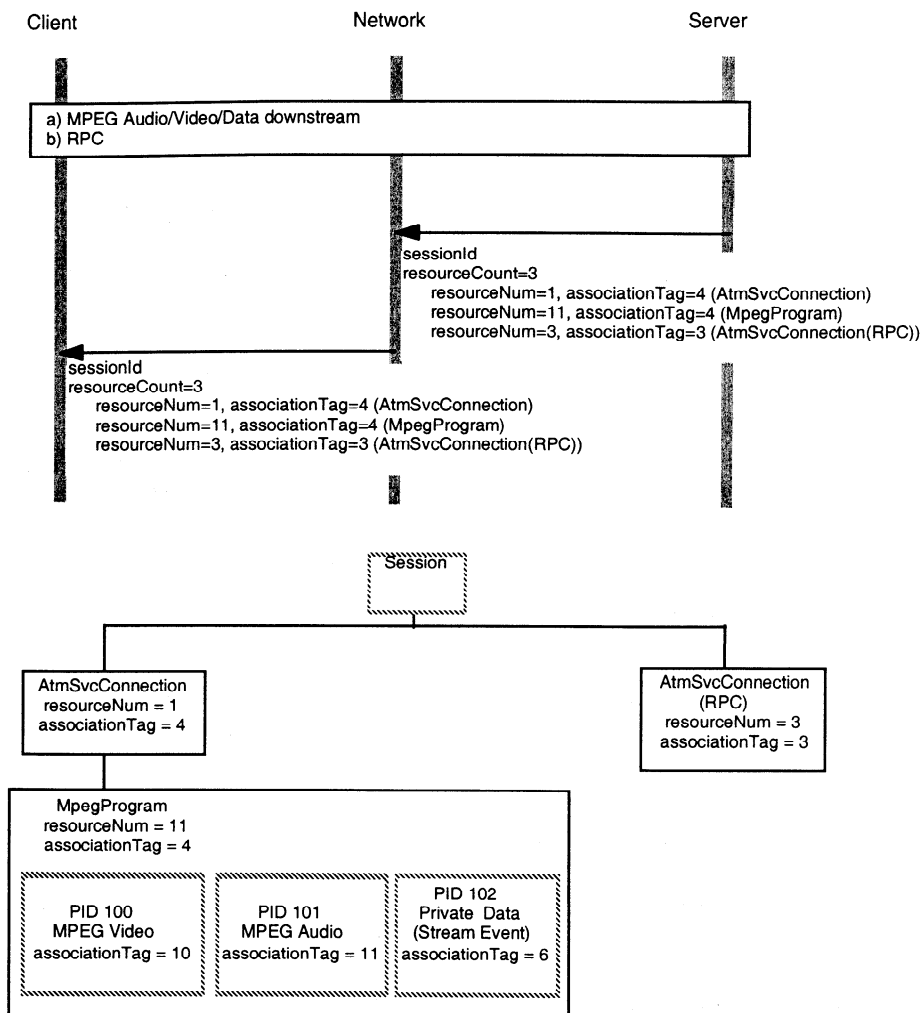 Client
Network
Server
a) MPEG Audio/Video/Data downstream
b) RPC
sessionId
resourceCount=3
resourceNum=1, associationTag=4 (AtmSvcConnection)
resourceNum=11, associationTag=4 (MpegProgram)
resourceNum=3, associationTag=3 (AtmSvcConnection(RPC))
sessionId
resourceCount=3
resourceNum=1, associationTag=4 (AtmSvcConnection)
resourceNum=11, associationTag=4 (MpegProgram)
resourceNum=3, associationTag=3 (AtmSvcConnection(RPC))
Session
AtmSvcConnection
resourceNum = 1
associationTag = 4
AtmSvcConnection
(RPC)
resourceNum = 3
associationTag = 3
MpegProgram
resourceNum = 11
associationTag = 4
PID 100
MPEG Video
associationTag = 10
PID 101
MPEG Audio
associationTag = 11
PID 102
Private Data
(Stream Event)
associationTag = 6